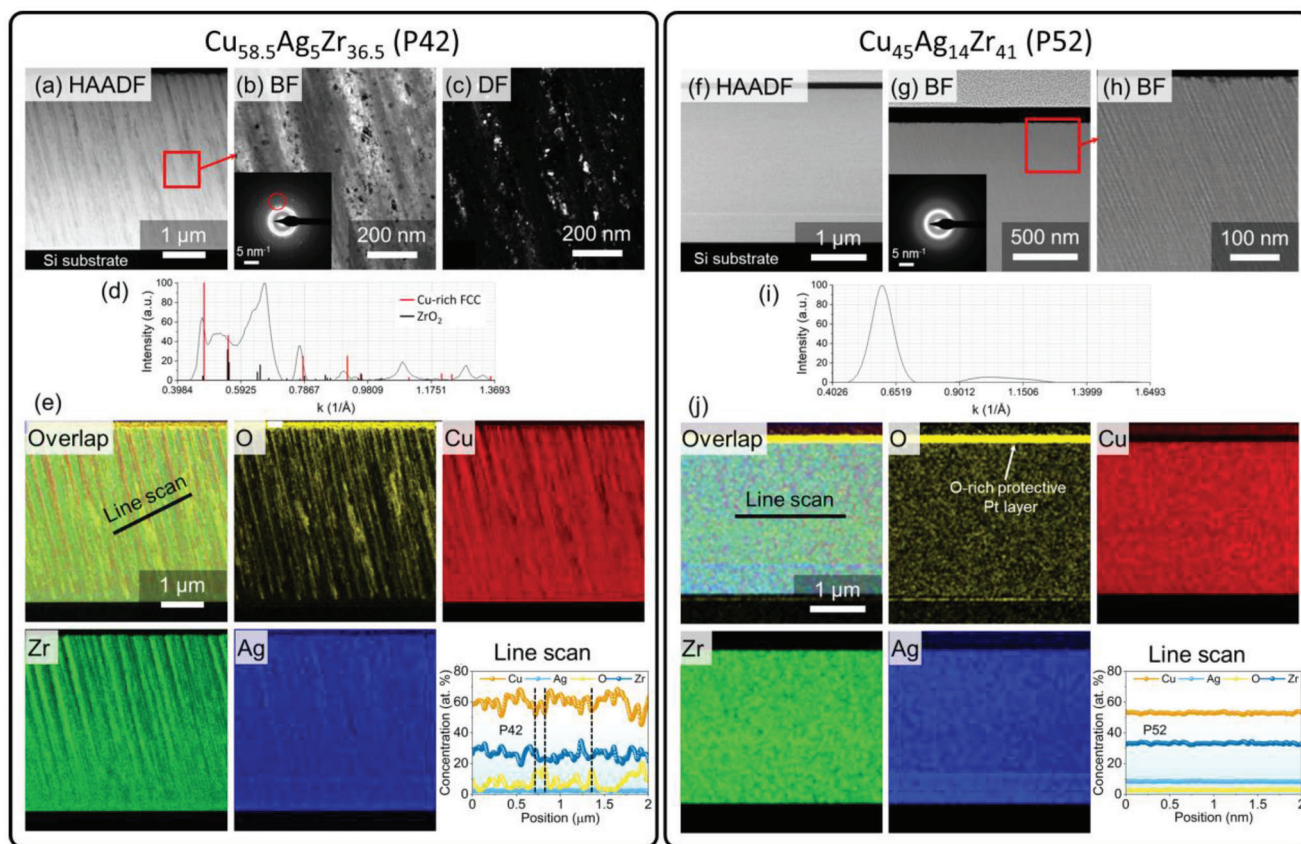 Cu58.5Ag5Zr36.5 (P42)
(a) HAADF
1 μm
Si substrate
(b) BF
5 nm-1
200 nm
(c) DF
200 nm
(d)
Intensity (a.u.)
100
80
60
40
20
0
Cu-rich FCC
ZrO2
0.3984 0.5925 0.7867 0.9809 1.1751 1.3693
k (1/Å)
(e)
Overlap
Line scan
1 μm
O
Cu
Zr
Ag
Line scan
Cu Ag O Zr
Concentration (at. %)
80
60
40
20
0
P42
0 0.5 1 1.5 2
Position (μm)
Cu45Ag14Zr41 (P52)
(f) HAADF
1 μm
Si substrate
(g) BF
5 nm-1
500 nm
(h) BF
100 nm
(i)
Intensity (a.u.)
100
80
60
40
20
0
0.4026 0.6519 0.9012 1.1506 1.3999 1.6493
k (1/Å)
(j)
Overlap
Line scan
1 μm
O
O-rich protective
Pt layer
Cu
Zr
Ag
Line scan
Cu Ag O Zr
Concentration (at. %)
80
60
40
20
0
P52
0 0.5 1 1.5 2
Position (nm)